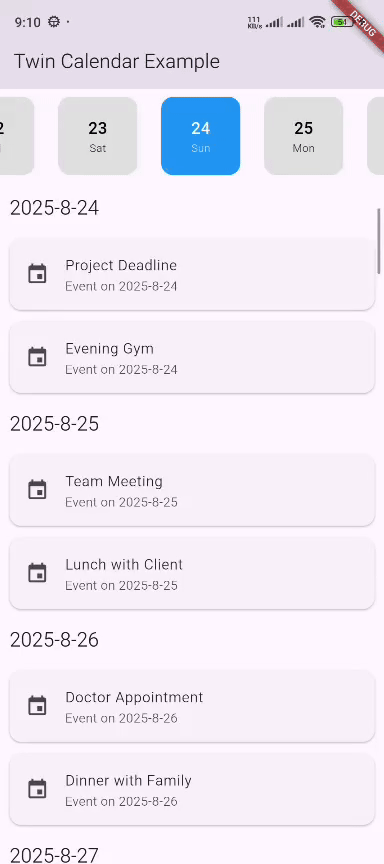 9:10
111
KB/s
54
DEBUG
Twin Calendar Example
2
23
24
25
Sat
Sun
Mon
2025-8-24
Project Deadline
Event on 2025-8-24
Evening Gym
Event on 2025-8-24
2025-8-25
Team Meeting
Event on 2025-8-25
Lunch with Client
Event on 2025-8-25
2025-8-26
Doctor Appointment
Event on 2025-8-26
Dinner with Family
Event on 2025-8-26
2025-8-27